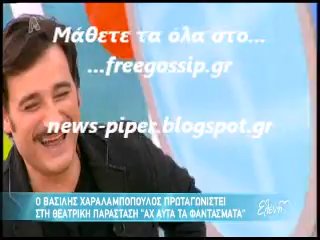 Μάθετε τα όλα στο...
...freegossip.gr
news-piper.blogspot.gr
Ο ΒΑΣΙΛΗΣ ΧΑΡΑΛΑΜΠΟΠΟΥΛΟΣ ΠΡΩΤΑΓΩΝΙΣΤΕΙ
ΣΤΗ ΘΕΑΤΡΙΚΗ ΠΑΡΑΣΤΑΣΗ "ΑΧ ΑΥΤΑ ΤΑ ΦΑΝΤΑΣΜΑΤΑ"
Ελένη